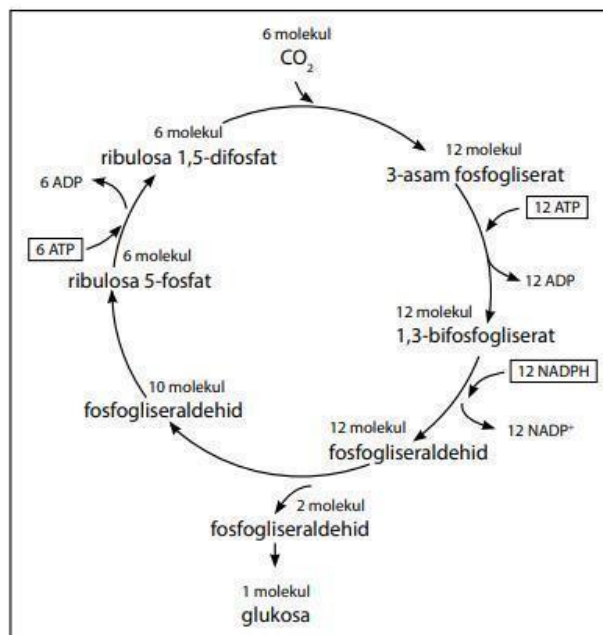 6 molekul
CO2
6 molekul
ribulosa 1,5-difosfat
12 molekul
3-asam fosfogliserat
6 ADP
12 ATP
6 ATP
6 molekul
ribulosa 5-fosfat
12 ADP
12 molekul
1,3-bifosfogliserat
12 NADPH
10 molekul
fosfogliseraldehid
12 molekul
fosfogliseraldehid
12 NADP+
2 molekul
fosfogliseraldehid
1 molekul
glukosa